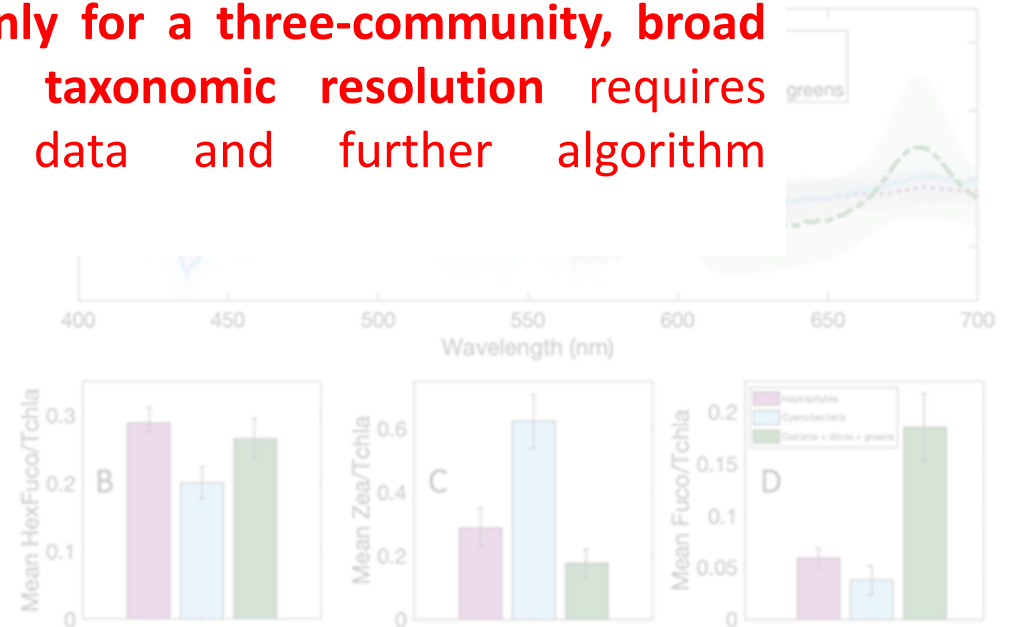 nly for a three-community, broad
taxonomic resolution requires
data and further algorithm
greens
400 450 500 550 600 650 700
Wavelength (nm)
Mean HexFuco/Tchla
0.3
0.2
0.1
0
B
Mean Zea/Tchla
0.6
0.4
0.2
0
C
Mean Fuco/Tchla
0.2
0.15
0.1
0.05
0
D
Haptophytes
Cyanobacteria
Diatoms + dinos + greens